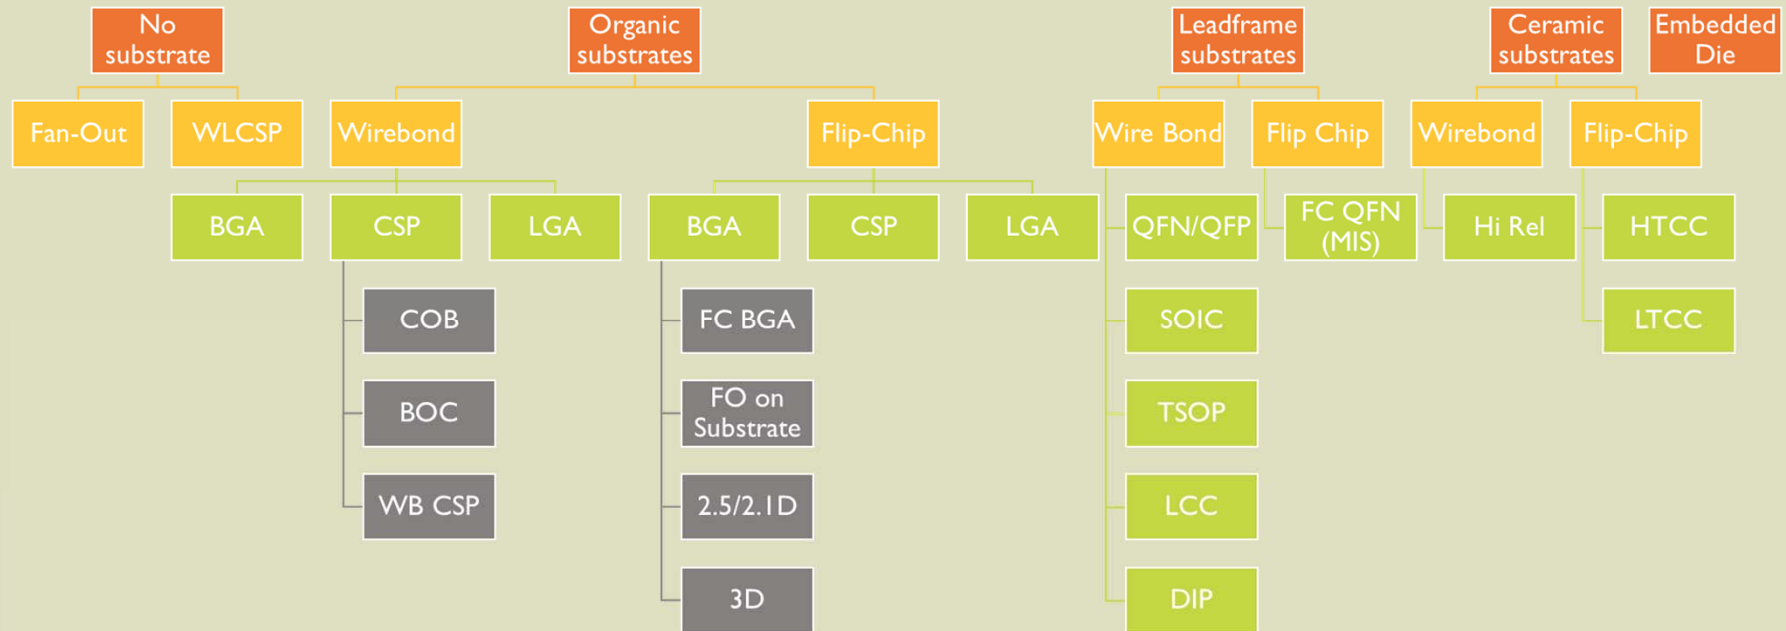 No
substrate
Organic
substrates
Leadframe
substrates
Ceramic
substrates
Embedded
Die
Fan-Out
WLCSP
Wirebond
Flip-Chip
Wire Bond
Flip Chip
Wirebond
Flip-Chip
BGA
CSP
LGA
BGA
CSP
LGA
QFN/QFP
FC QFN
(MIS)
Hi Rel
HTCC
COB
FC BGA
SOIC
LTCC
BOC
FO on
Substrate
TSOP
WB CSP
2.5/2.1D
LCC
3D
DIP